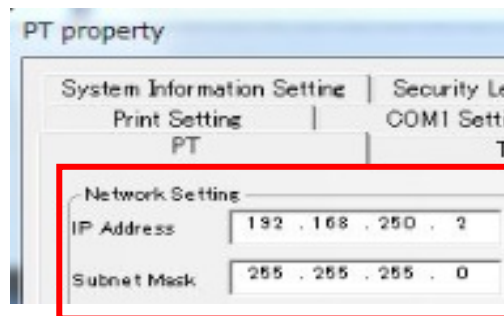 PT property
System Information Setting | Security Le
Print Setting | COM1 Setti
PT
Network Setting
IP Address 192 . 168 . 250 . 2
Subnet Mask 255 . 255 . 255 . 0